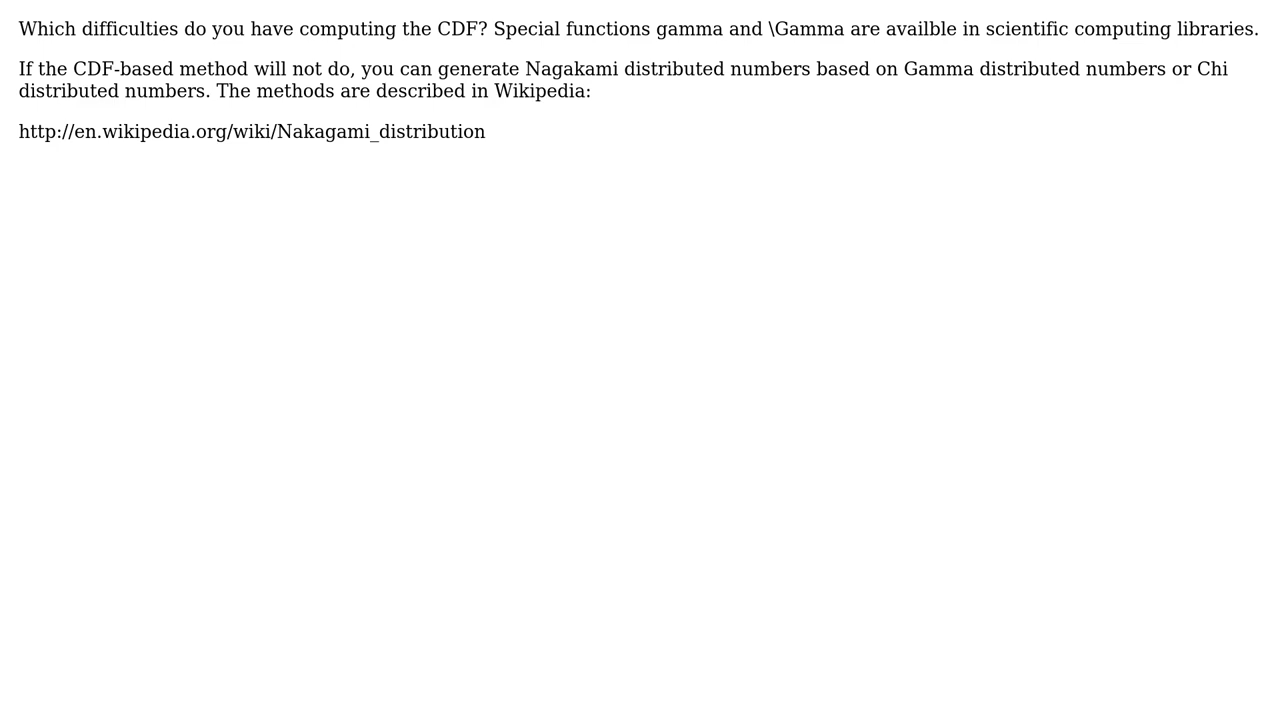 Which difficulties do you have computing the CDF? Special functions gamma and \Gamma are availble in scientific computing libraries.
If the CDF-based method will not do, you can generate Nagakami distributed numbers based on Gamma distributed numbers or Chi
distributed numbers. The methods are described in Wikipedia:
http://en.wikipedia.org/wiki/Nakagami_distribution